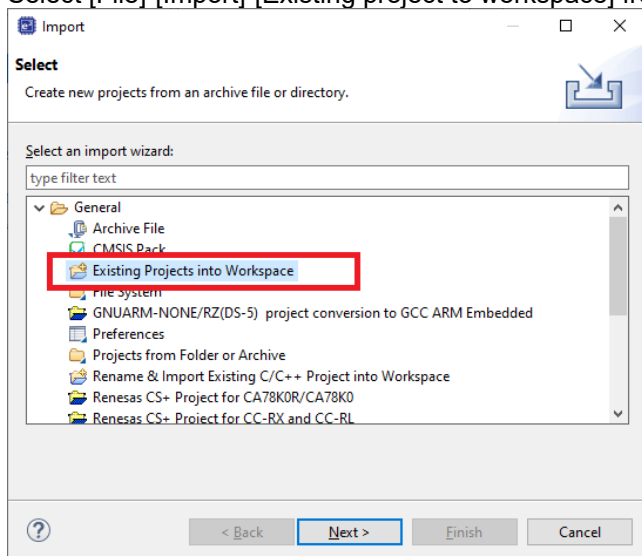 Select [File]-[Import]-[Existing project to workspace]
Import
Select
Create new projects from an archive file or directory.
Select an import wizard:
type filter text
General
Archive File
CMSIS Pack
Existing Projects into Workspace
File System
GNUARM-NONE/RZ(DS-5) project conversion to GCC ARM Embedded
Preferences
Projects from Folder or Archive
Rename & Import Existing C/C++ Project into Workspace
Renesas CS+ Project for CA78K0R/CA78K0
Renesas CS+ Project for CC-RX and CC-RL
?
< Back
Next >
Finish
Cancel